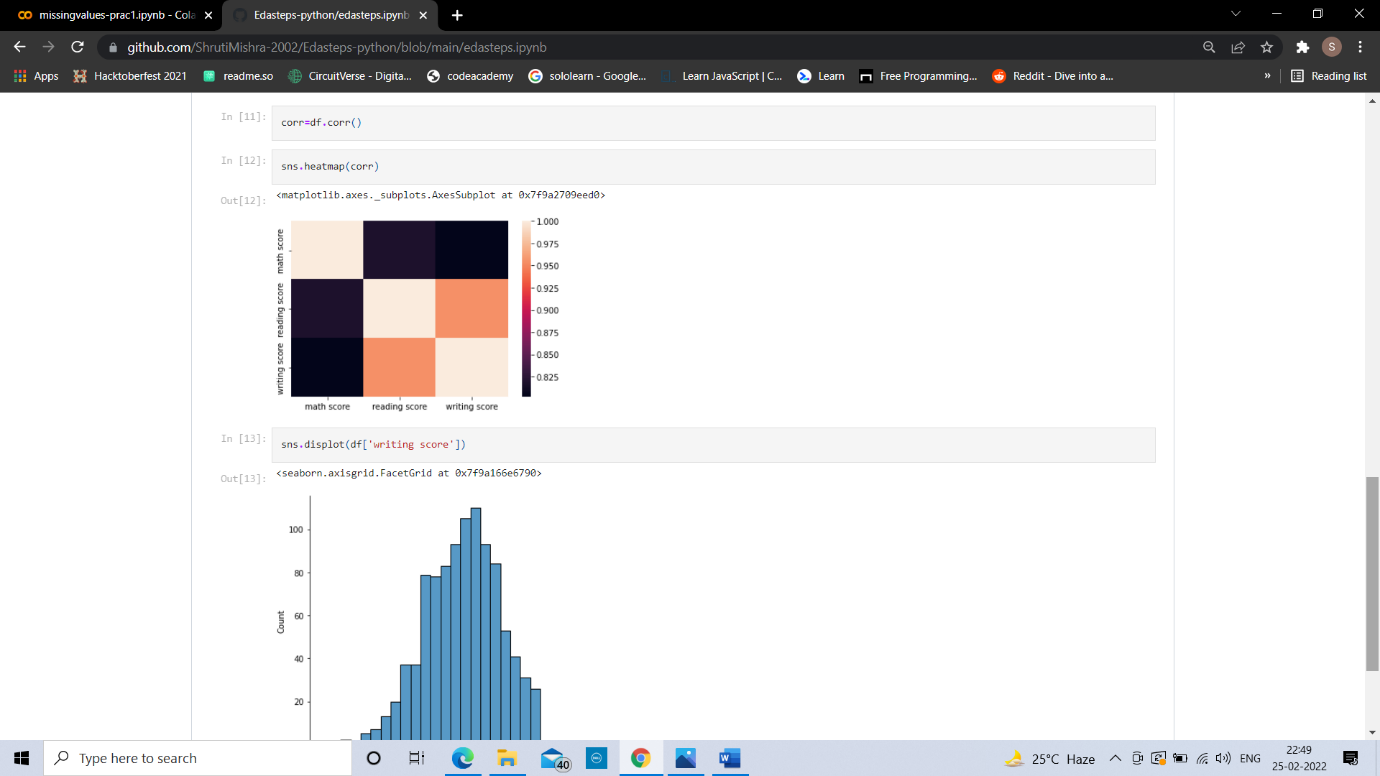 missingvalues-prac1.ipynb - Cola
Edasteps-python/edasteps.ipynb
github.com/ShrutiMishra-2002/Edasteps-python/blob/main/edasteps.ipynb
S
Apps Hacktoberfest 2021 readme.so CircuitVerse - Digita... codeacademy sololearn - Google... Learn JavaScript | C... Learn Free Programming... Reddit - Dive into a... » Reading list
In [11]: corr=df.corr()
In [12]: sns.heatmap(corr)
Out[12]: <matplotlib.axes._subplots.AxesSubplot at 0x7f9a2709eed0>
math score
reading score
writing score
1.000
0.975
0.950
0.925
0.900
0.875
0.850
0.825
math score reading score writing score
In [13]: sns.displot(df['writing score'])
Out[13]: <seaborn.axisgrid.FacetGrid at 0x7f9a166e6790>
100
80
60
40
20
Count
Type here to search
40
25°C Haze
ENG
22:49
25-02-2022